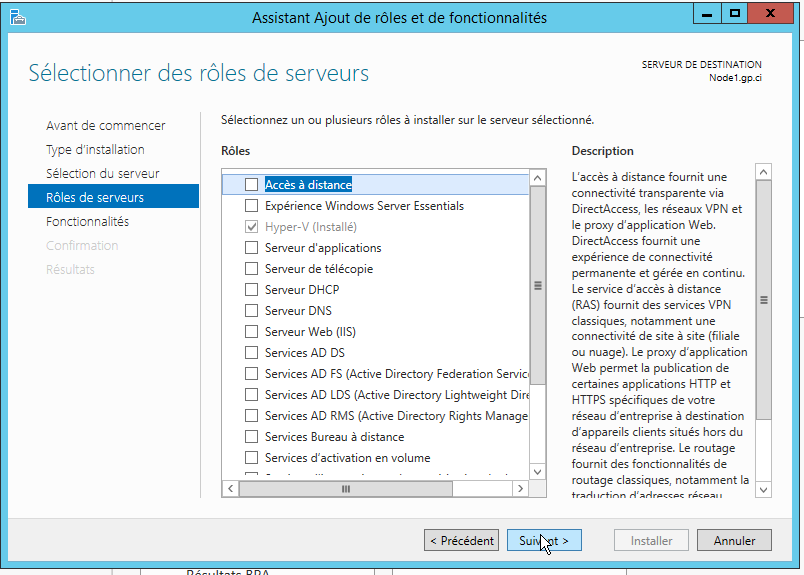 Assistant Ajout de rôles et de fonctionnalités
Sélectionner des rôles de serveurs
SERVEUR DE DESTINATION
Node1.gp.ci
Avant de commencer
Type d'installation
Sélection du serveur
Rôles de serveurs
Fonctionnalités
Confirmation
Résultats
Sélectionnez un ou plusieurs rôles à installer sur le serveur sélectionné.
Rôles
Accès à distance
Expérience Windows Server Essentials
Hyper-V (Installé)
Serveur d'applications
Serveur de télécopie
Serveur DHCP
Serveur DNS
Serveur Web (IIS)
Services AD DS
Services AD FS (Active Directory Federation Servic
Services AD LDS (Active Directory Lightweight Dire
Services AD RMS (Active Directory Rights Manage
Services Bureau à distance
Services d'activation en volume
Description
L'accès à distance fournit une
connectivité transparente via
DirectAccess, les réseaux VPN et
le proxy d'application Web.
DirectAccess fournit une
expérience de connectivité
permanente et gérée en continu.
Le service d'accès à distance
(RAS) fournit des services VPN
classiques, notamment une
connectivité de site à site (filiale
ou nuage). Le proxy d'application
Web permet la publication de
certaines applications HTTP et
HTTPS spécifiques de votre
réseau d'entreprise à destination
d'appareils clients situés hors du
réseau d'entreprise. Le routage
fournit des fonctionnalités de
routage classiques, notamment la
traduction d'adresses réseau
< Précédent
Suivant >
Installer
Annuler
Résultats BPA